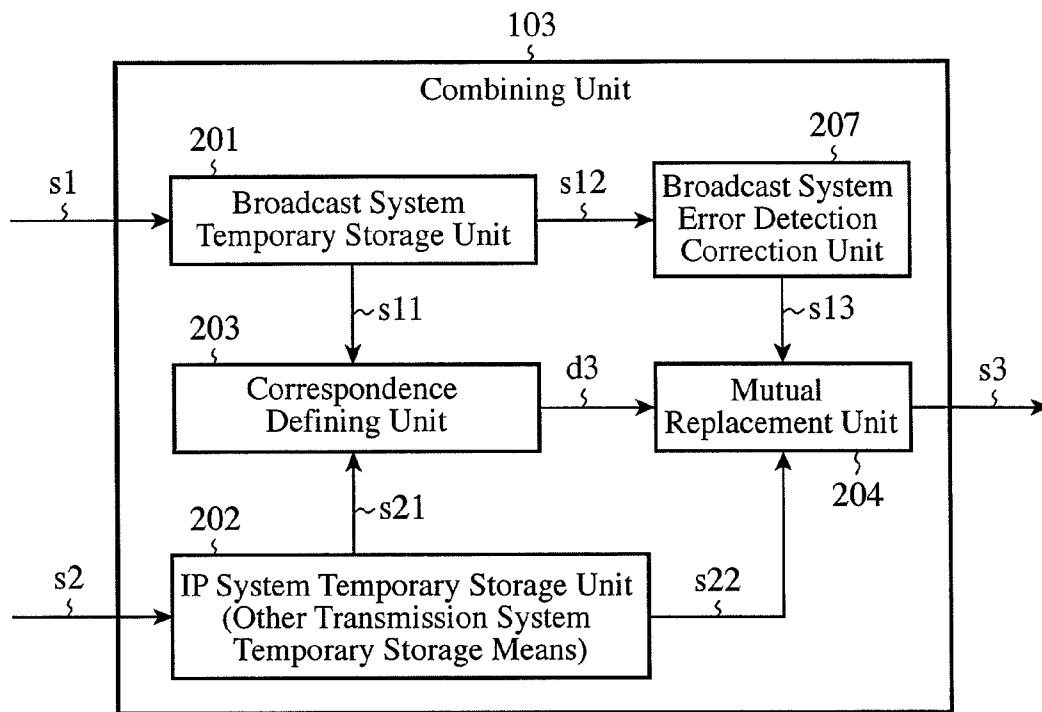 103
Combining Unit
201
207
s1
Broadcast System
Temporary Storage Unit
s12
Broadcast System
Error Detection
Correction Unit
s11
s13
203
Correspondence
Defining Unit
d3
Mutual
Replacement Unit
s3
204
s21
202
s2
IP System Temporary Storage Unit
(Other Transmission System
Temporary Storage Means)
s22